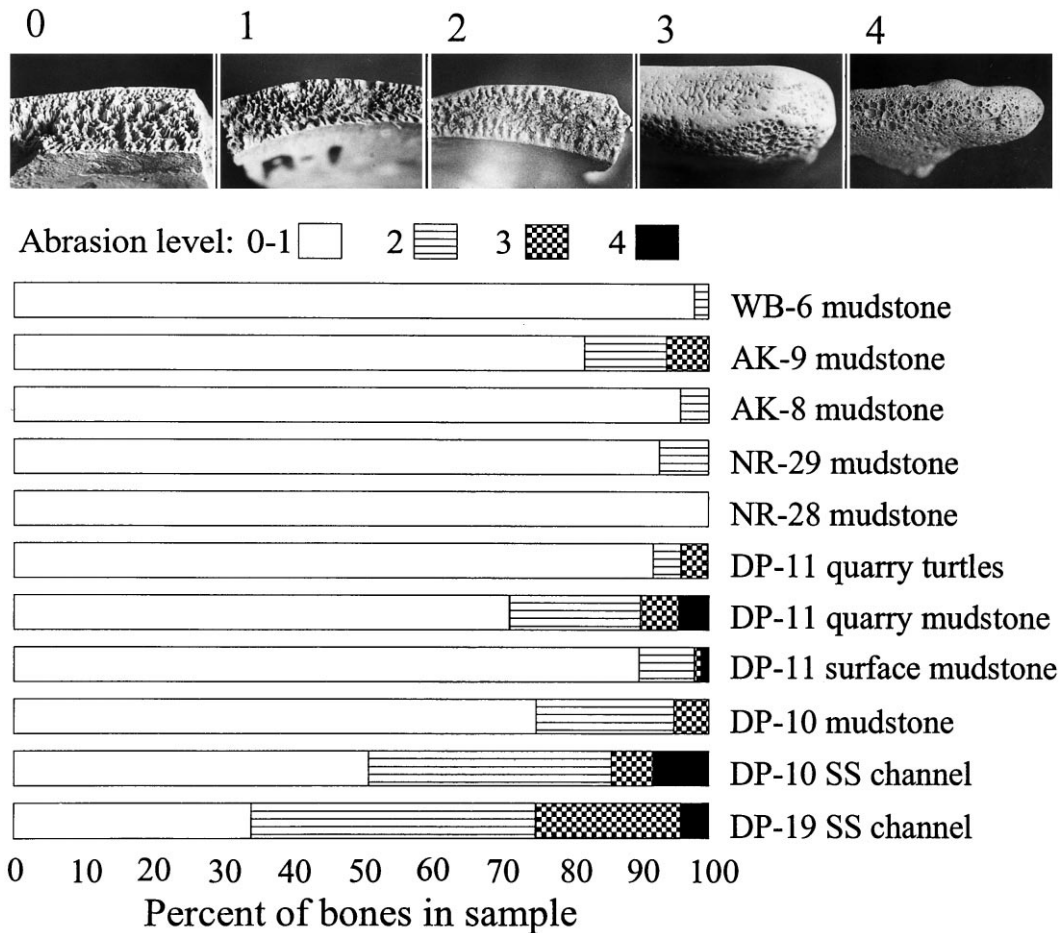 0 1 2 3 4
Abrasion level: 0-1 2 3 4
WB-6 mudstone
AK-9 mudstone
AK-8 mudstone
NR-29 mudstone
NR-28 mudstone
DP-11 quarry turtles
DP-11 quarry mudstone
DP-11 surface mudstone
DP-10 mudstone
DP-10 SS channel
DP-19 SS channel
0 10 20 30 40 50 60 70 80 90 100
Percent of bones in sample